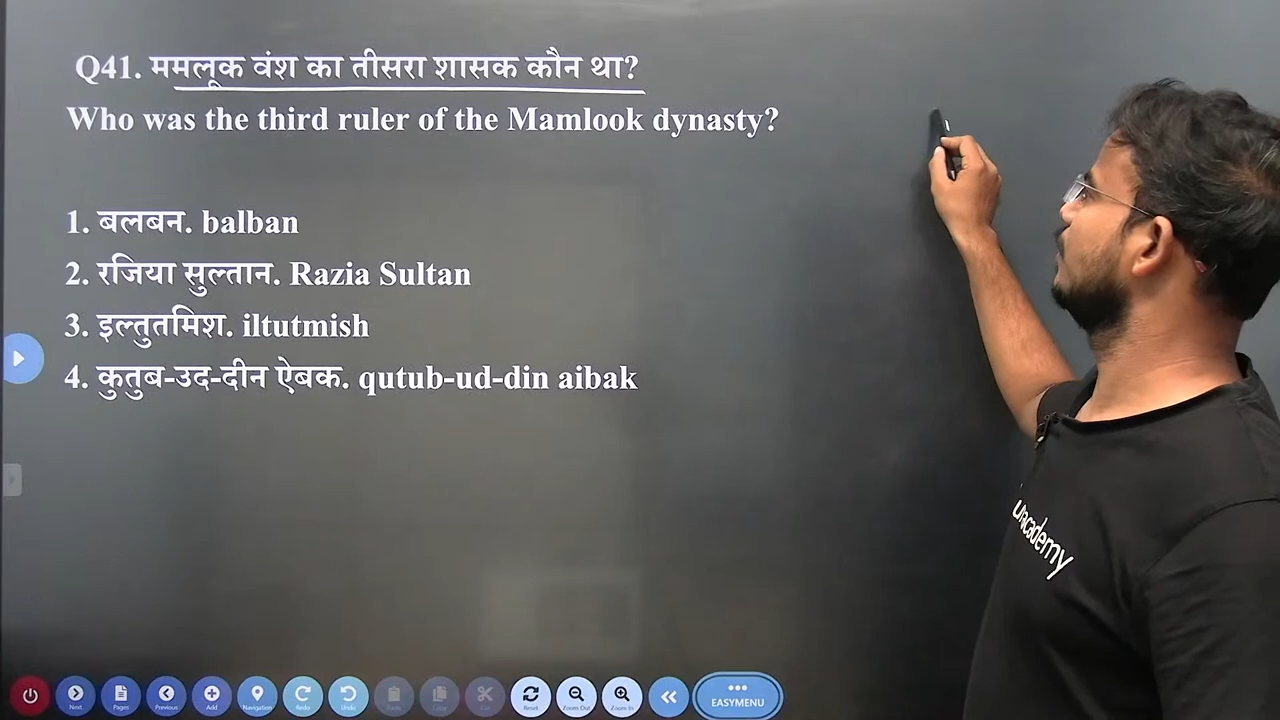 Q41. ममलूक वंश का तीसरा शासक कौन था?
Who was the third ruler of the Mamlook dynasty?
1. बलबन. balban
2. रजिया सुल्तान. Razia Sultan
3. इल्तुतमिश. iltutmish
4. कुतुब-उद-दीन ऐबक. qutub-ud-din aibak
unacademy
Next
Pages
Previous
Add
Navigation
Redo
Undo
Reset
Zoom Out
Zoom In
EASYMENU